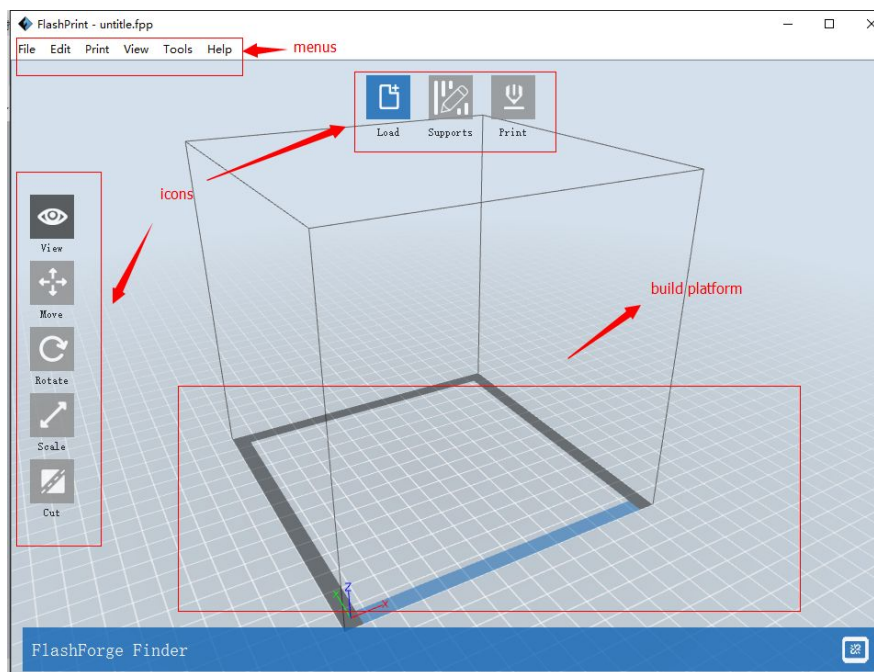 FlashPrint - untitle.fpp
File Edit Print View Tools Help
menus
Load Supports Print
icons
View
Move
Rotate
Scale
Cut
build platform
Z
X
FlashForge Finder